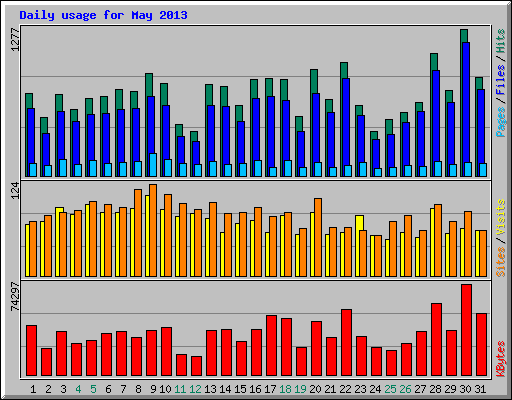 Daily usage for May 2013
1277
Pages / Files / Hits
124
Sites / Visits
74297
KBytes
1 2 3 4 5 6 7 8 9 10 11 12 13 14 15 16 17 18 19 20 21 22 23 24 25 26 27 28 29 30 31